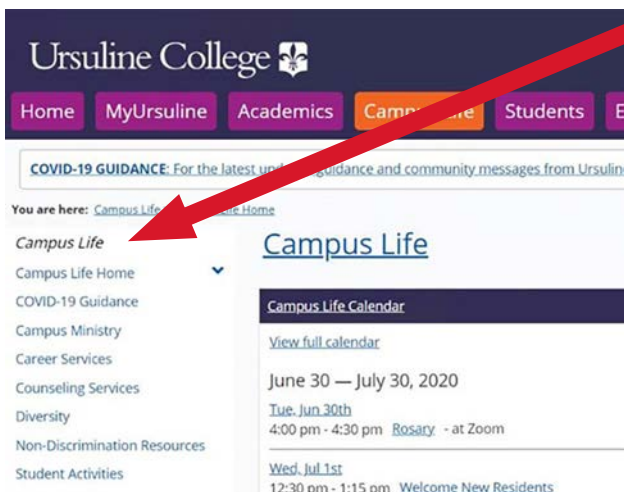 Ursuline College
Home MyUrsuline Academics Campus Life Students E
COVID-19 GUIDANCE: For the latest guidance and community messages from Ursulin
You are here: Campus Life Home
Campus Life
Campus Life Home
COVID-19 Guidance
Campus Ministry
Career Services
Counseling Services
Diversity
Non-Discrimination Resources
Student Activities
Campus Life
Campus Life Calendar
View full calendar
June 30 — July 30, 2020
Tue, Jun 30th
4:00 pm - 4:30 pm Rosary - at Zoom
Wed, Jul 1st
12:30 pm - 1:15 pm Welcome New Residents